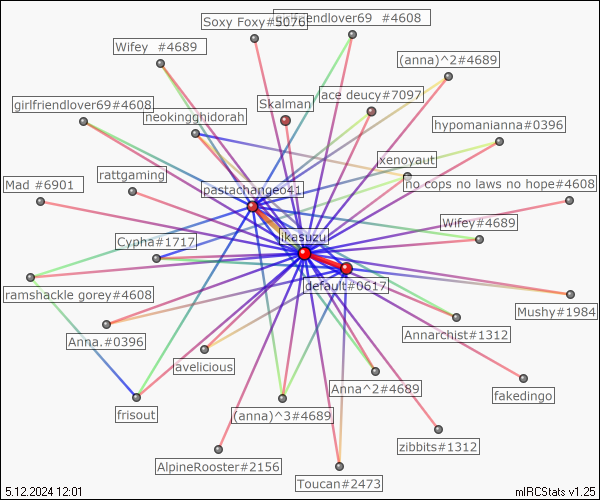 Soxy Foxy#5076
girlfriendlover69 #4608
Wifey #4689
(anna)^2#4689
girlfriendlover69#4608
Skalman
ace deucy#7097
neokingghidorah
hypomanianna#0396
xenoyaut
rattgaming
Mad #6901
pastachangeo41
no cops no laws no hope#4608
Wifey#4689
Cypha#1717
ikasuzu
default#0617
ramshackle gorey#4608
Mushy#1984
Anna.#0396
Annarchist#1312
avelicious
Anna^2#4689
fakedingo
frisout
(anna)^3#4689
zibbits#1312
AlpineRooster#2156
Toucan#2473
5.12.2024 12:01
mIRCStats v1.25